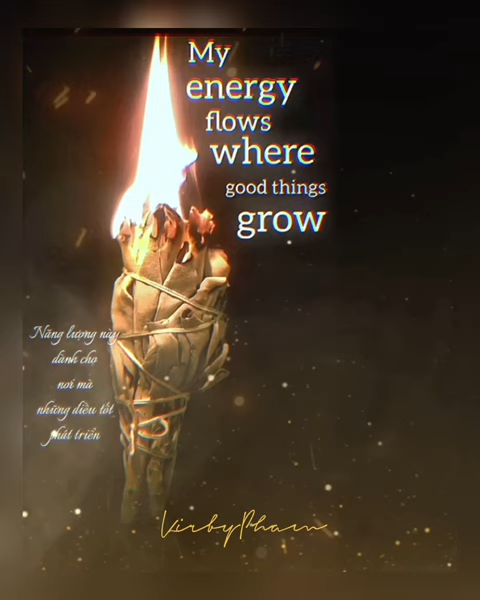 My
energy
flows
where
good things
grow
Năng lượng này
dành cho
nơi mà
những điều tốt
phát triển
KirbyPham